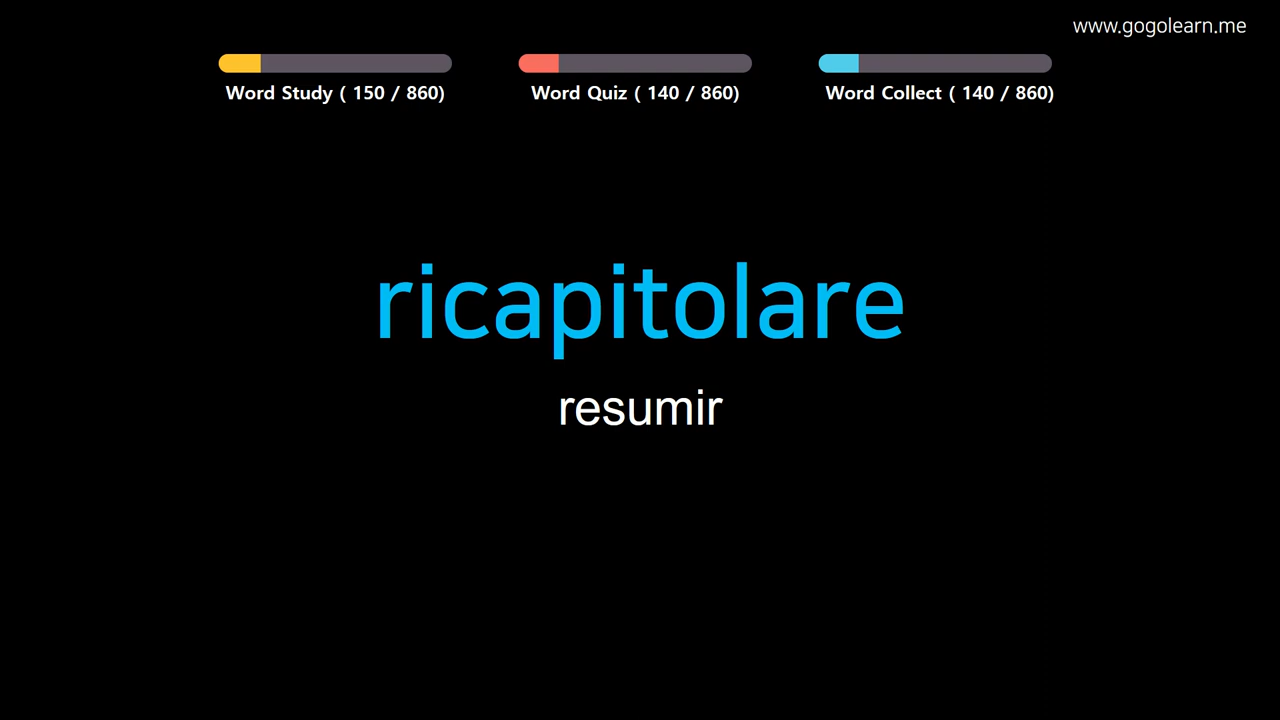 www.gogolearn.me
Word Study ( 150 / 860)
Word Quiz ( 140 / 860)
Word Collect ( 140 / 860)
ricapitolare
resumir